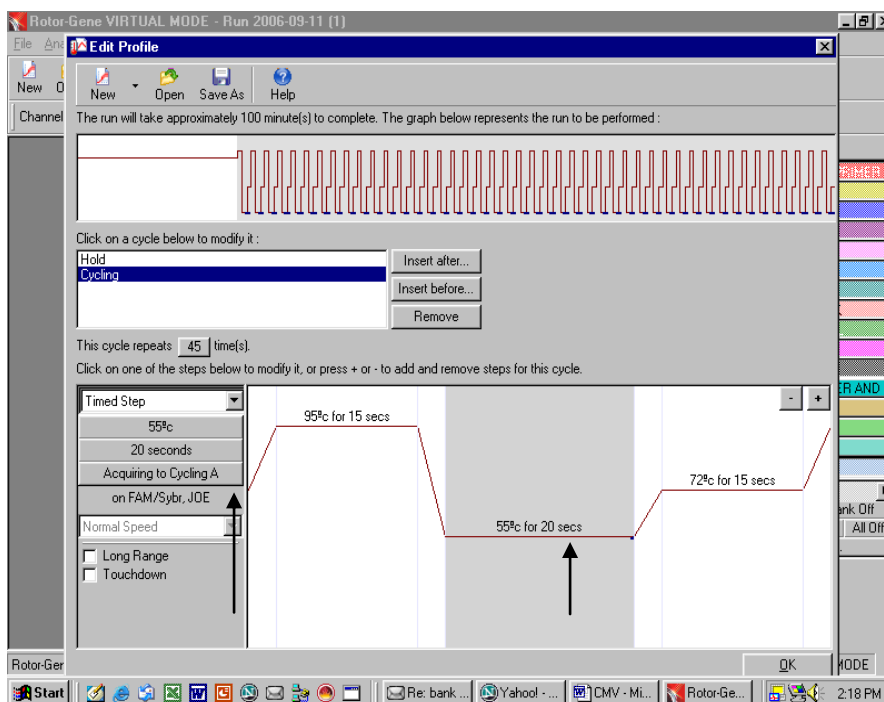 Rotor-Gene VIRTUAL MODE - Run 2006-09-11 (1)
File Ana
Edit Profile
New
New Open Save As Help
Channel
The run will take approximately 100 minute(s) to complete. The graph below represents the run to be performed :
Click on a cycle below to modify it :
Hold
Cycling
Insert after...
Insert before...
Remove
This cycle repeats 45 time(s).
Click on one of the steps below to modify it, or press + or - to add and remove steps for this cycle.
Timed Step
- +
55ºc
20 seconds
Acquiring to Cycling A
on FAM/Sybr, JOE
Normal Speed
Long Range
Touchdown
95ºc for 15 secs
55ºc for 20 secs
72ºc for 15 secs
ER AND
ank Off
All Off
OK
Rotor-Ger
MODE
Start Re: bank ... Yahoo! - ... CMV - Mi... Rotor-Ge... 2:18 PM